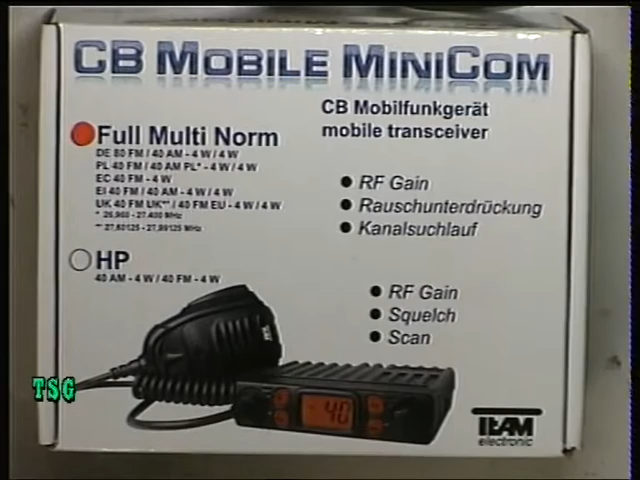 CB MOBILE MINICOM
CB Mobilfunkgerät
mobile transceiver
Full Multi Norm
DE 80 FM / 40 AM - 4 W / 4 W
PL 40 FM / 40 AM PL* - 4 W / 4 W
EC 40 FM - 4 W
EI 40 FM / 40 AM - 4 W / 4 W
UK 40 FM UK** / 40 FM EU - 4 W / 4 W
* 26,960 - 27,400 MHz
** 27,60125 - 27,99125 MHz
RF Gain
Rauschunterdrückung
Kanalsuchlauf
HP
40 AM - 4 W / 40 FM - 4 W
RF Gain
Squelch
Scan
TSG
40
TEAM
electronic